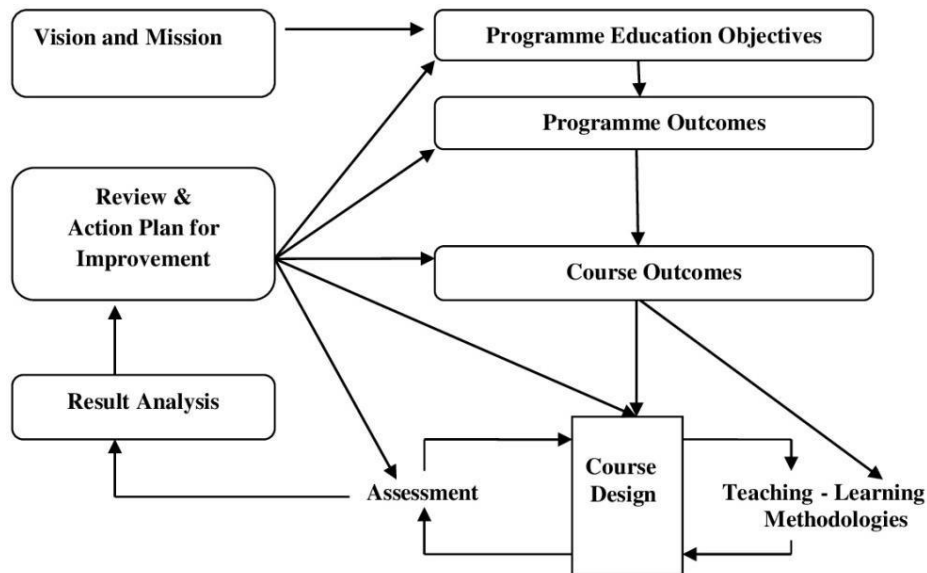 Vision and Mission
Programme Education Objectives
Programme Outcomes
Review &
Action Plan for
Improvement
Course Outcomes
Result Analysis
Assessment
Course
Design
Teaching - Learning
Methodologies